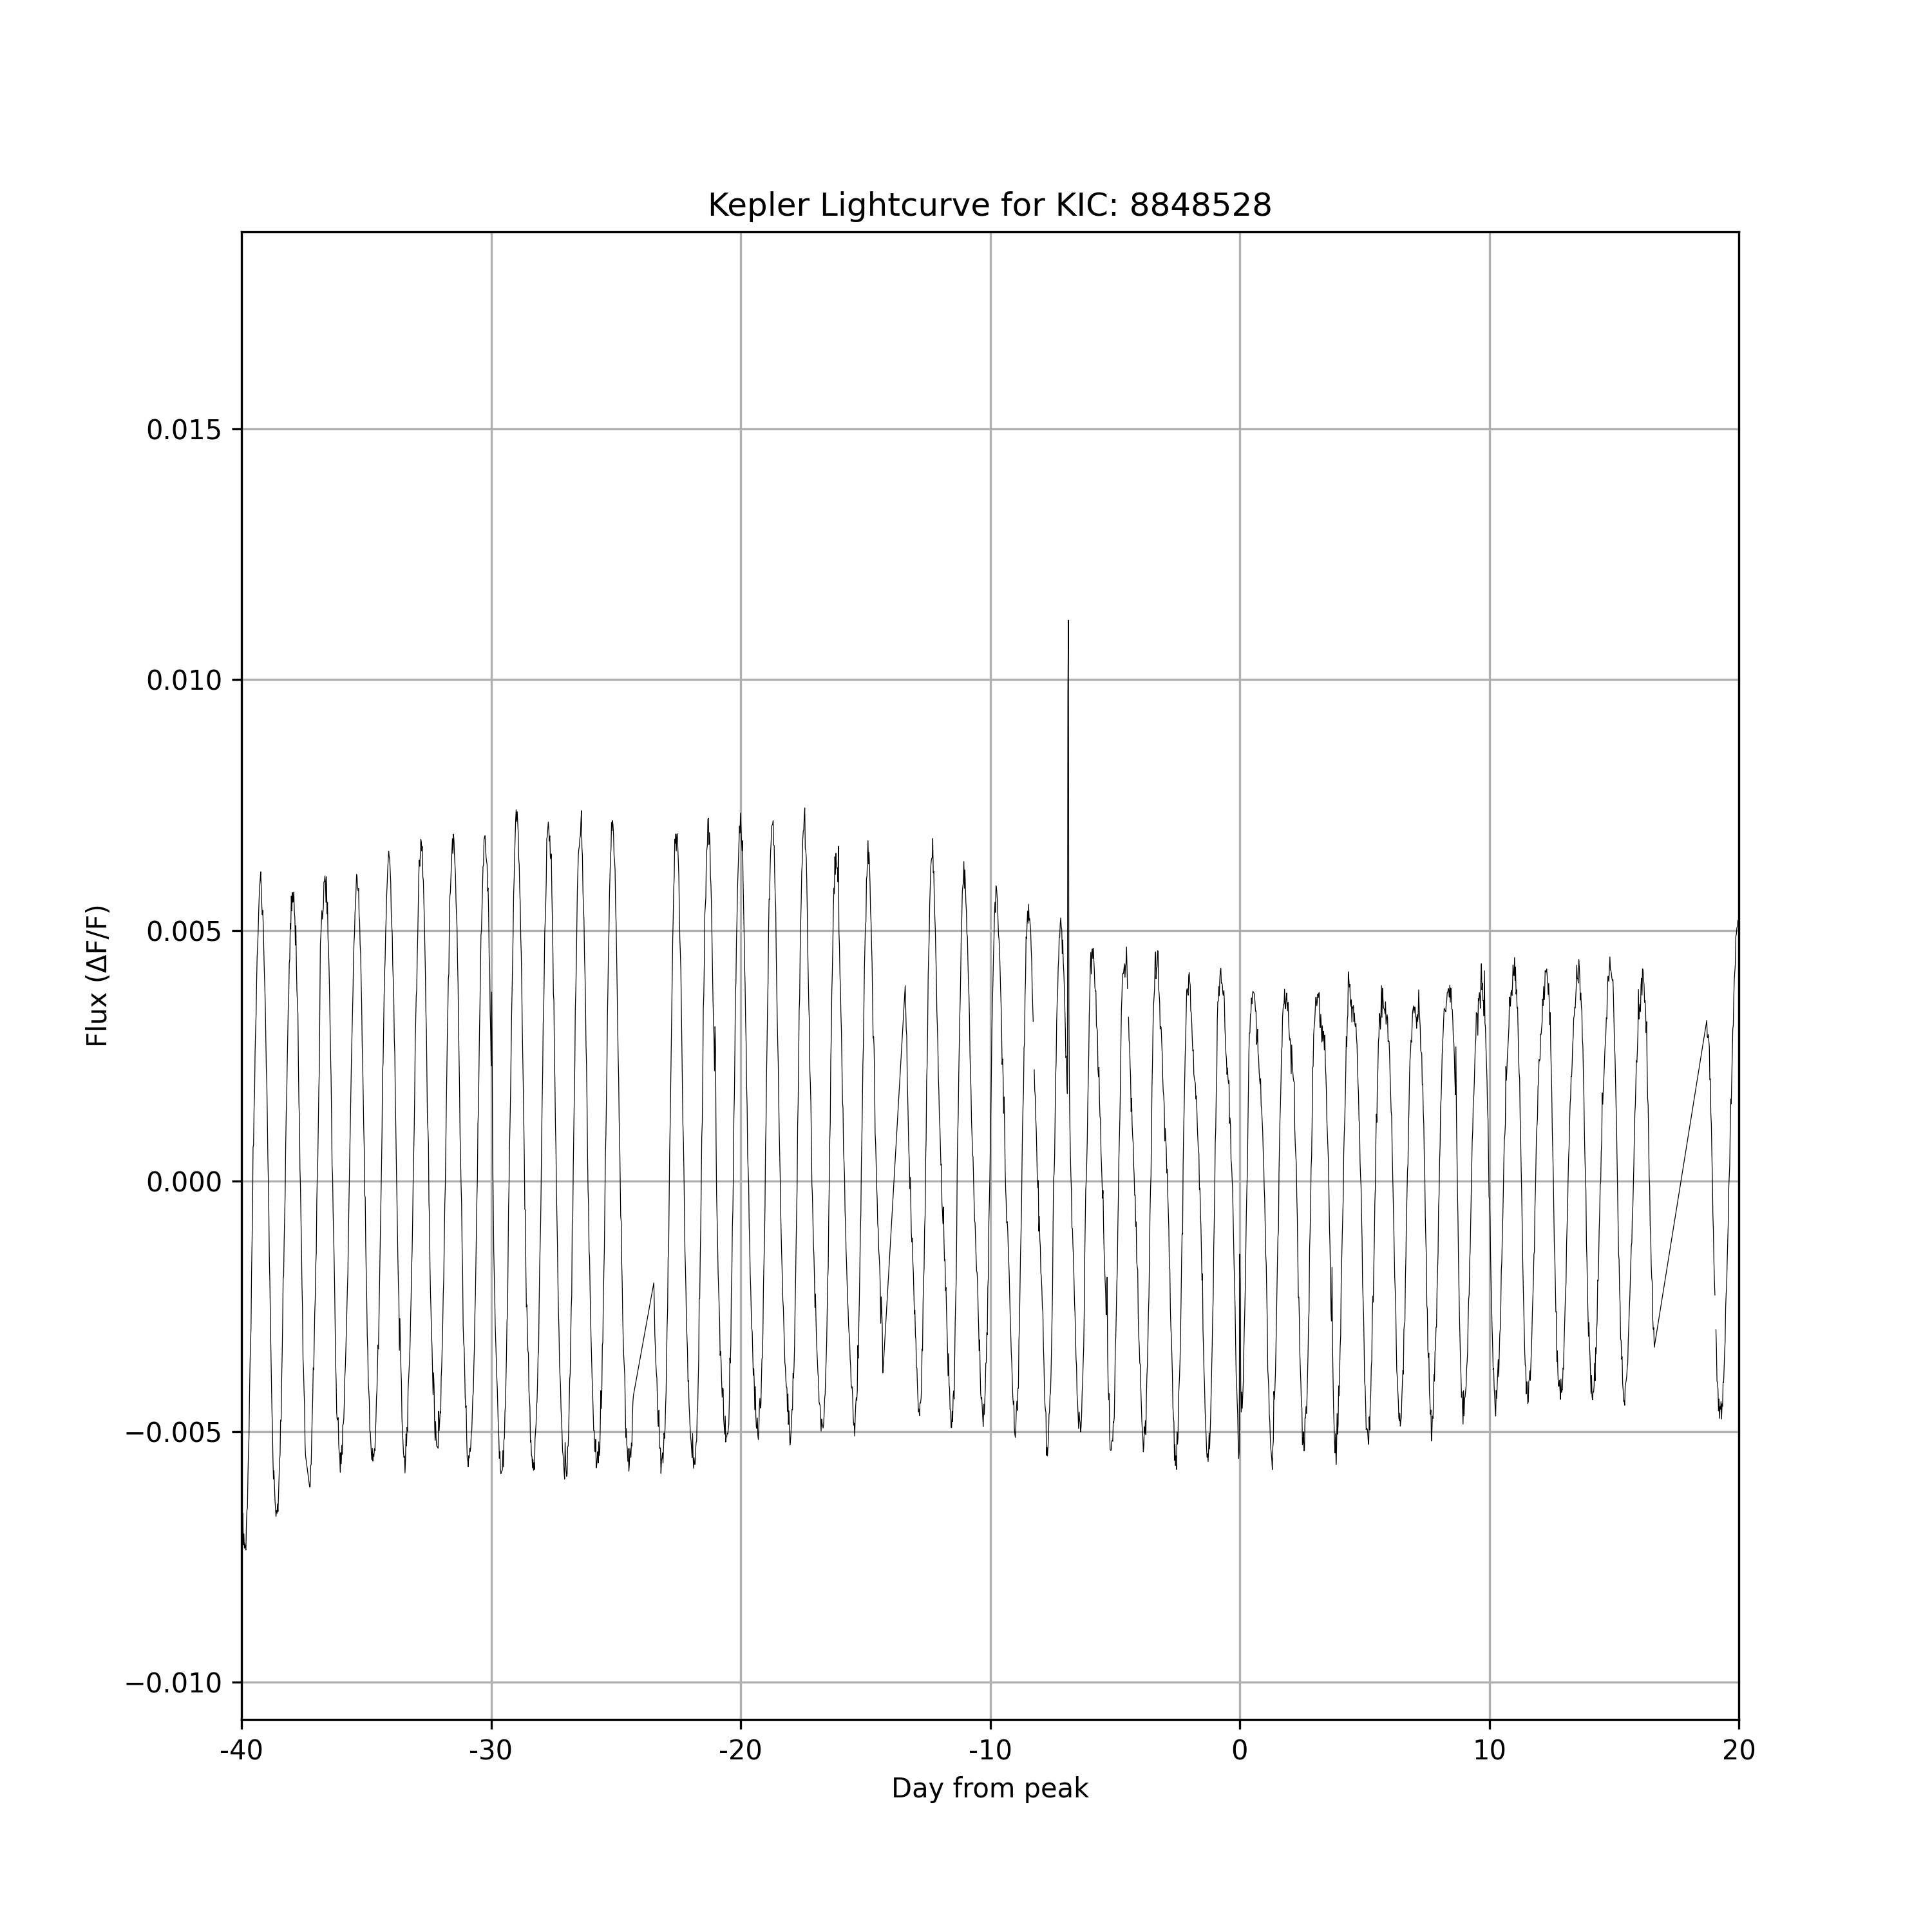 Kepler Lightcurve for KIC: 8848528
Flux (ΔF/F)
0.015
0.010
0.005
0.000
−0.005
−0.010
-40 -30 -20 -10 0 10 20
Day from peak